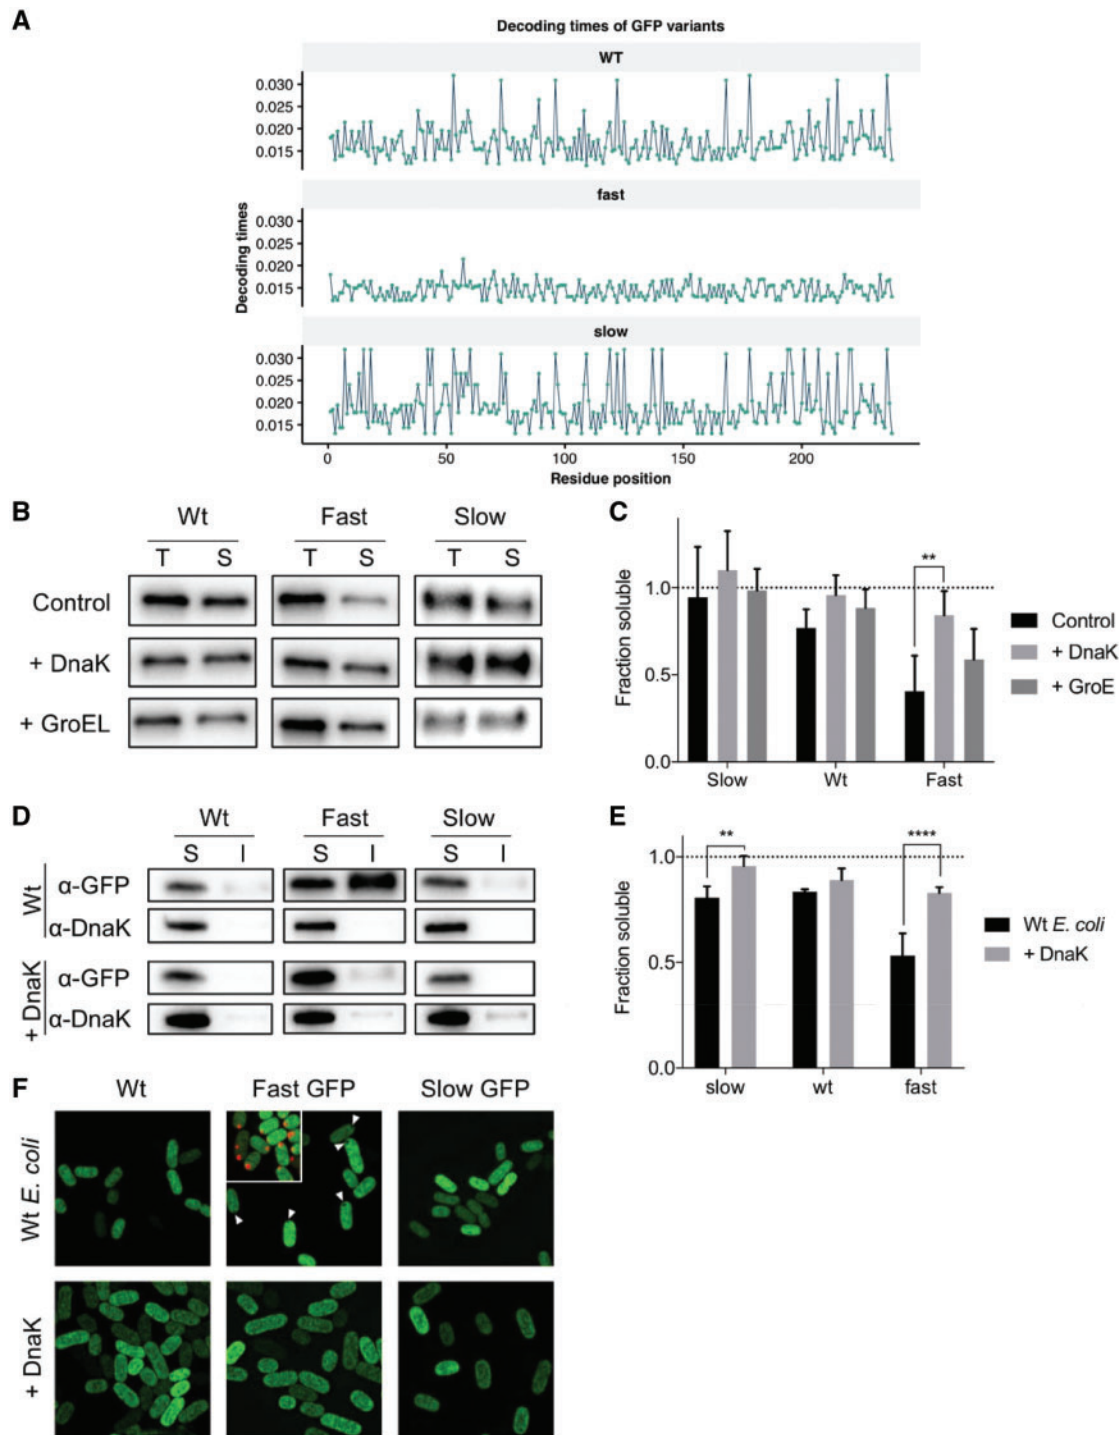 A
Decoding times of GFP variants
WT
0.030
0.025
0.020
0.015
fast
0.030
0.025
0.020
0.015
slow
0.030
0.025
0.020
0.015
Decoding times
0 50 100 150 200
Residue position
B
Wt Fast Slow
T S T S T S
Control
+ DnaK
+ GroEL
C
Fraction soluble
1.0
0.5
0.0
**
Slow Wt Fast
Control
+ DnaK
+ GroE
D
Wt Fast Slow
S I S I S I
Wt
α-GFP
α-DnaK
+ DnaK
α-GFP
α-DnaK
E
Fraction soluble
1.0
0.5
0.0
** ****
slow wt fast
Wt E. coli
+ DnaK
F
Wt Fast GFP Slow GFP
Wt E. coli
+ DnaK